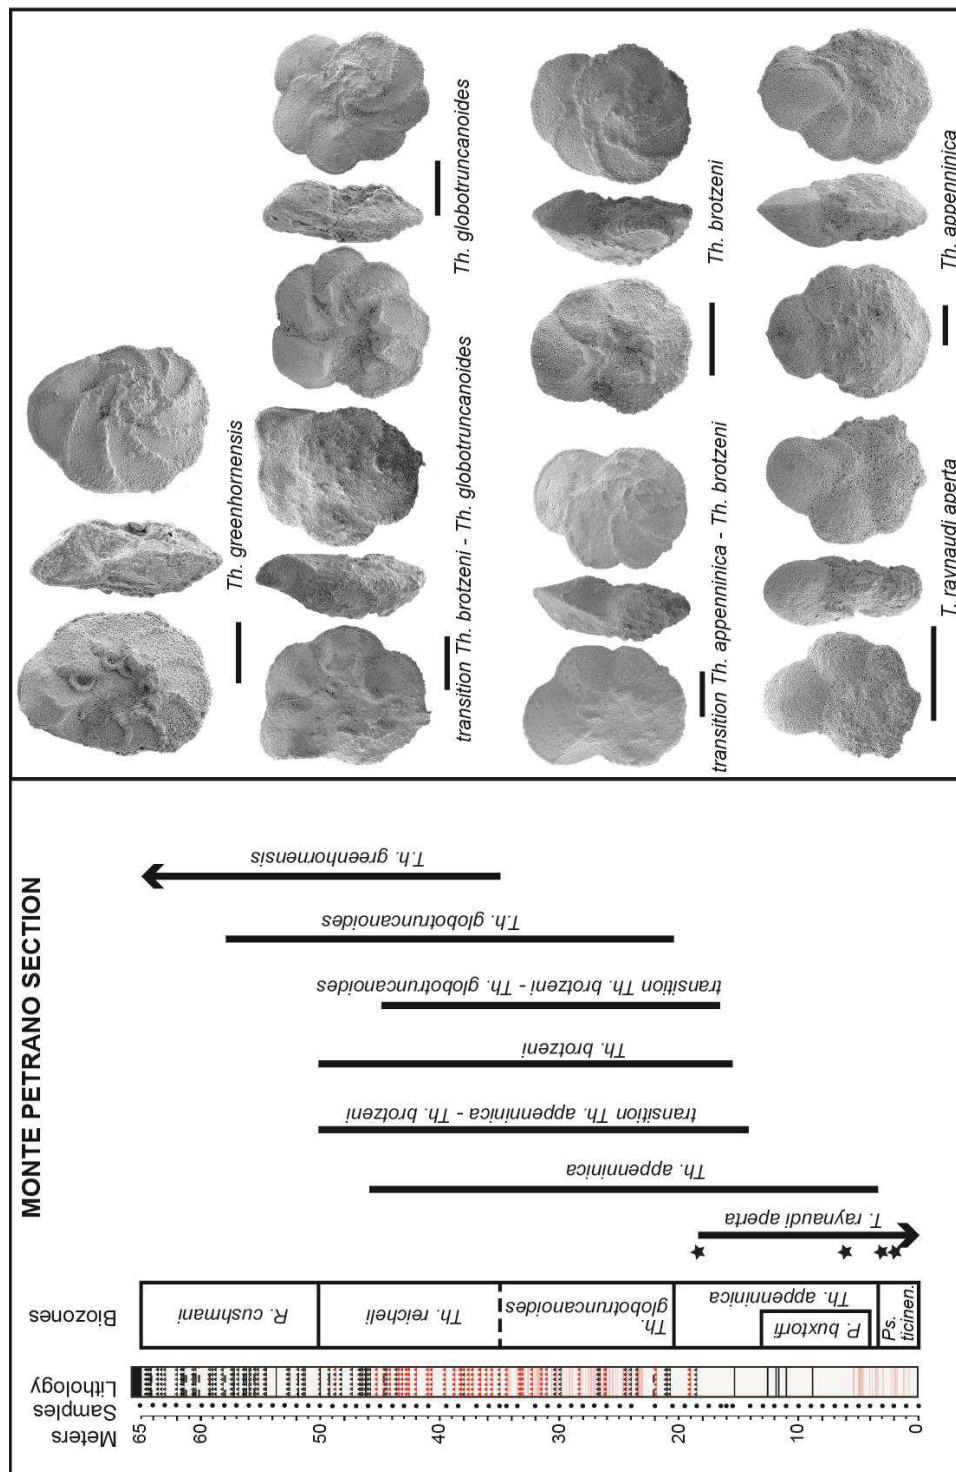 MONTE PETRANO SECTION
Meters
Samples
Lithology
Biozones
65
60
50
40
30
20
10
0
R. cushmani
Th. reicheli
Th.
globotruncanoides
Th. appenninica
P. buxtorfi
Ps.
ticinen.
T. raynaudi aperta
Th. appenninica
transition Th. appenninica - Th. brotzeni
Th. brotzeni
transition Th. brotzeni - Th. globotruncanoides
T.h. globotruncanoides
T.h. greenhornensis
Th. greenhornensis
transition Th. brotzeni - Th. globotruncanoides
Th. globotruncanoides
transition Th. appenninica - Th. brotzeni
Th. brotzeni
T. raynaudi aperta
Th. appenninica